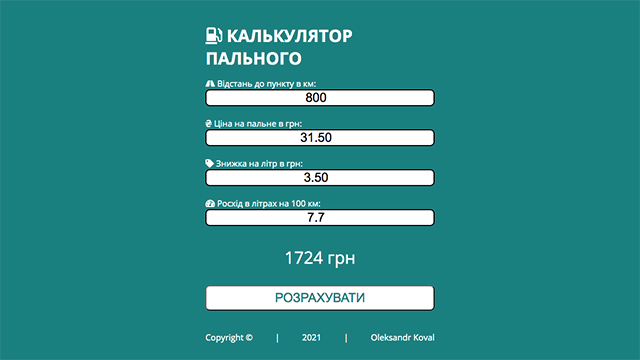 КАЛЬКУЛЯТОР
ПАЛЬНОГО
Відстань до пункту в км:
800
Ціна на пальне в грн:
31.50
Знижка на літр в грн:
3.50
Росхід в літрах на 100 км:
7.7
1724 грн
РОЗРАХУВАТИ
Copyright © | 2021 | Oleksandr Koval